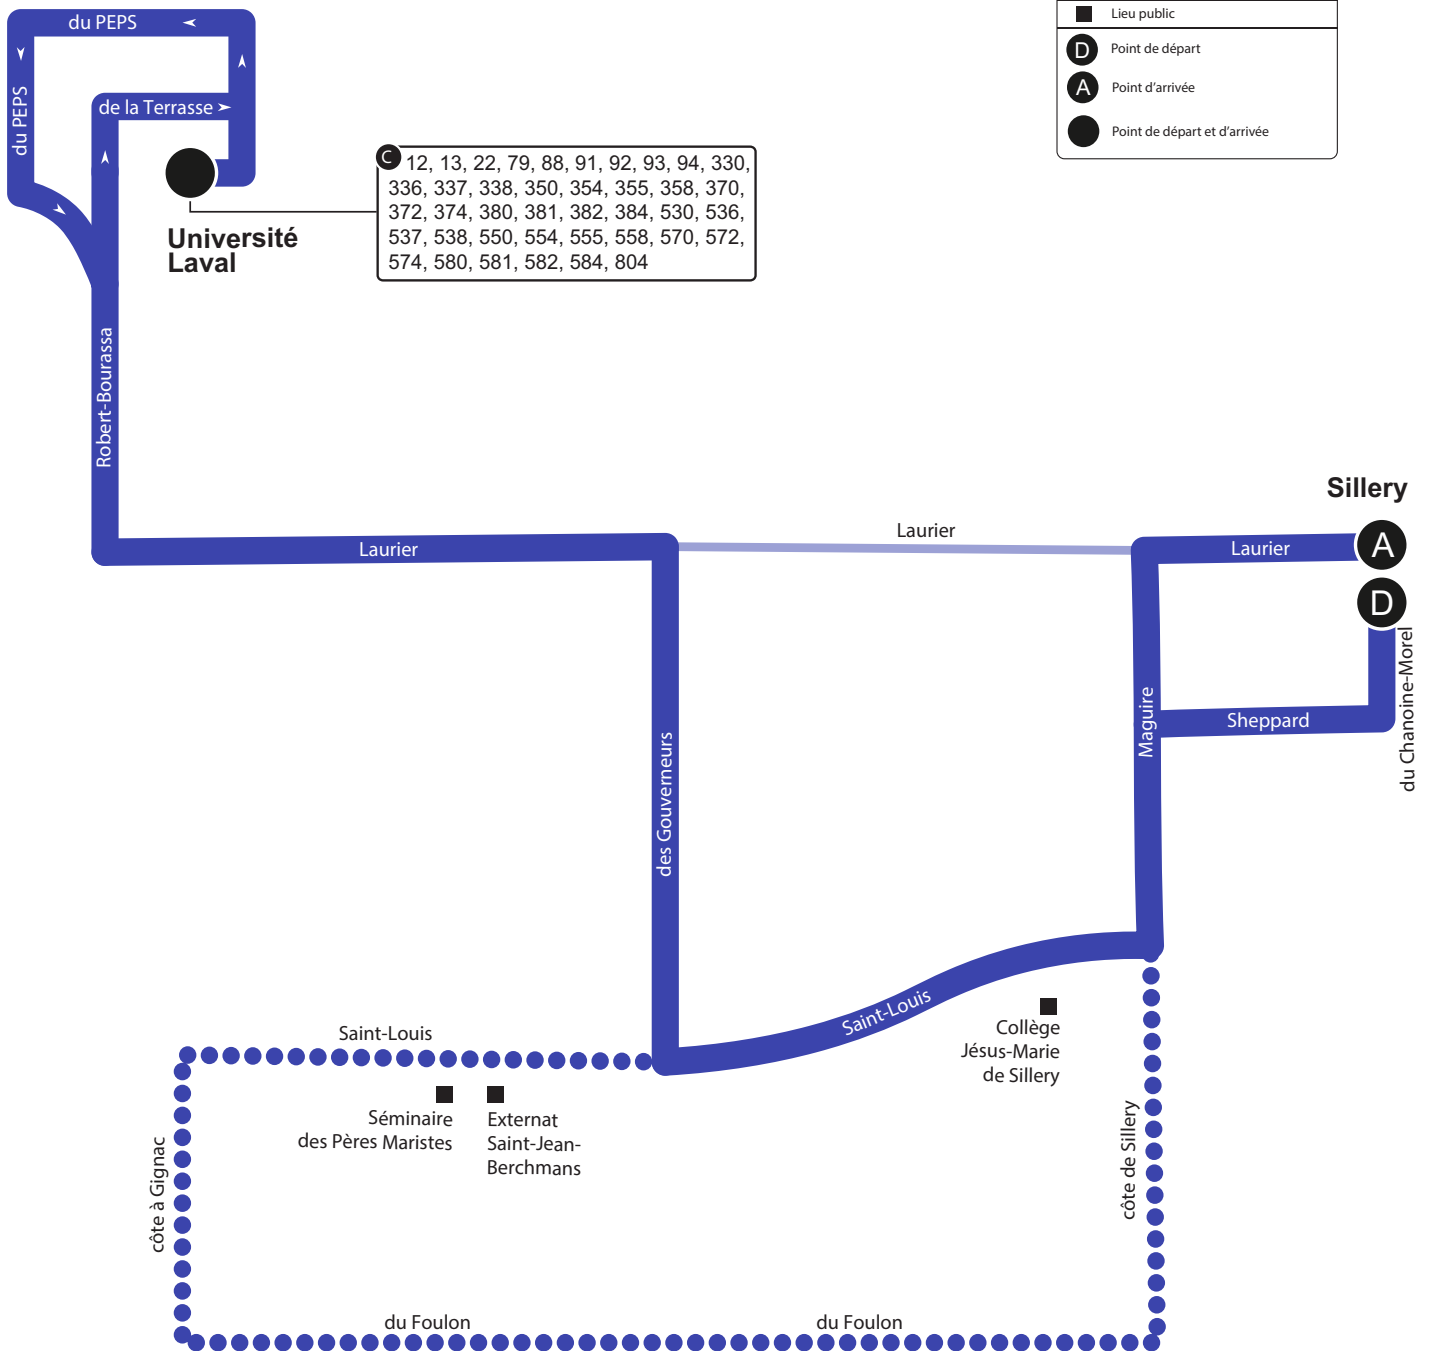 du PEPS
du PEPS
de la Terrasse
Lieu public
D Point de départ
A Point d'arrivée
Point de départ et d'arrivée
C 12, 13, 22, 79, 88, 91, 92, 93, 94, 330,
336, 337, 338, 350, 354, 355, 358, 370,
372, 374, 380, 381, 382, 384, 530, 536,
537, 538, 550, 554, 555, 558, 570, 572,
574, 580, 581, 582, 584, 804
Université
Laval
Robert-Bourassa
Sillery
Laurier
Laurier
Laurier
A
D
du Chanoine-Morel
Maguire
Sheppard
des Gouverneurs
Saint-Louis
Saint-Louis
Collège
Jésus-Marie
de Sillery
Séminaire
des Pères Maristes
Externat
Saint-Jean-
Berchmans
côte à Gignac
côte de Sillery
du Foulon
du Foulon